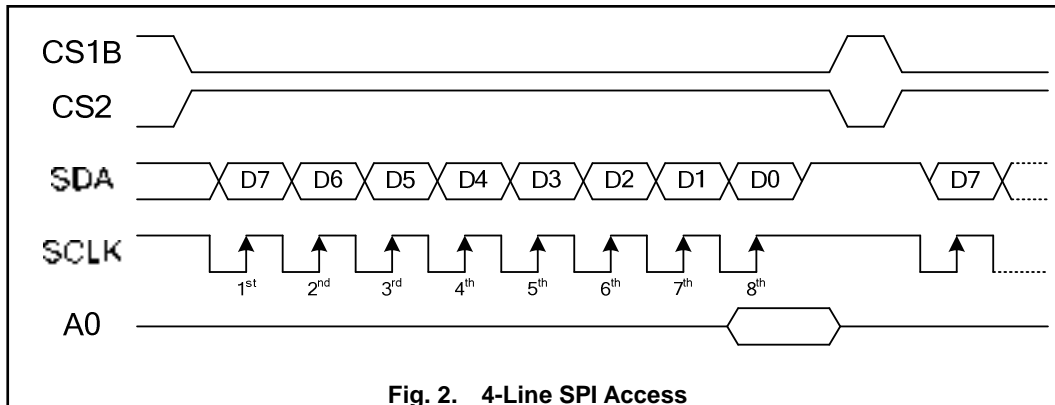 CS1B
CS2
SDA D7 D6 D5 D4 D3 D2 D1 D0 D7
SCLK
1st 2nd 3rd 4th 5th 6th 7th 8th
A0
Fig. 2. 4-Line SPI Access